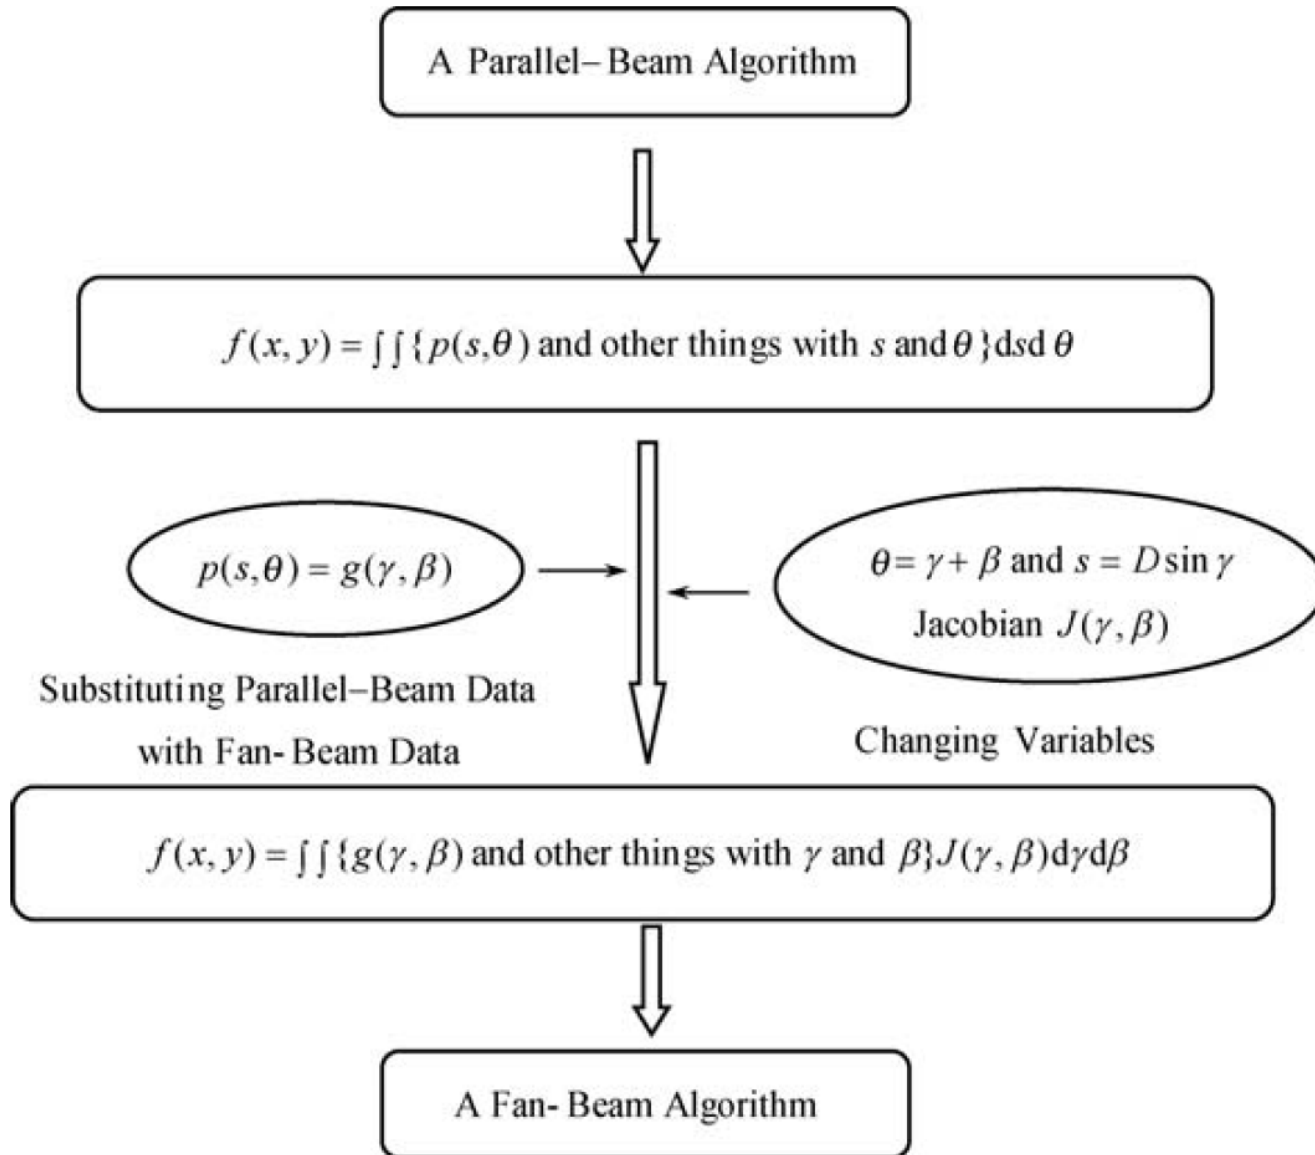 A Parallel–Beam Algorithm
f(x, y) = ∫∫{p(s,θ) and other things with s and θ}dsd θ
p(s,θ) = g(γ, β)
θ = γ + β and s = D sin γ
Jacobian J(γ, β)
Substituting Parallel–Beam Data
with Fan-Beam Data
Changing Variables
f(x, y) = ∫∫{g(γ, β) and other things with γ and β}J(γ, β)dγdβ
A Fan-Beam Algorithm